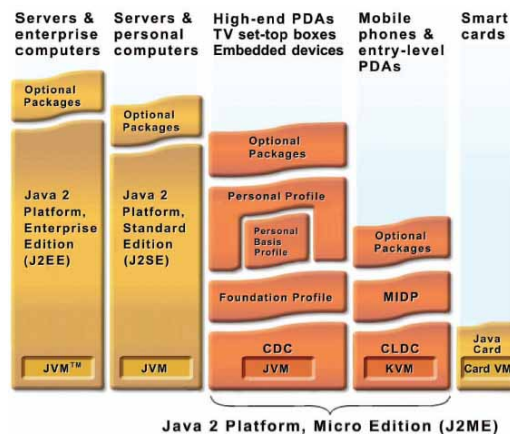 Servers &
enterprise
computers
Servers &
personal
computers
High-end PDAs
TV set-top boxes
Embedded devices
Mobile
phones &
entry-level
PDAs
Smart
cards
Optional
Packages
Java 2
Platform,
Enterprise
Edition
(J2EE)
JVM™
Optional
Packages
Java 2
Platform,
Standard
Edition
(J2SE)
JVM
Optional
Packages
Personal Profile
Personal
Basis
Profile
Foundation Profile
CDC
JVM
Optional
Packages
MIDP
CLDC
KVM
Java
Card
Card VM
Java 2 Platform, Micro Edition (J2ME)